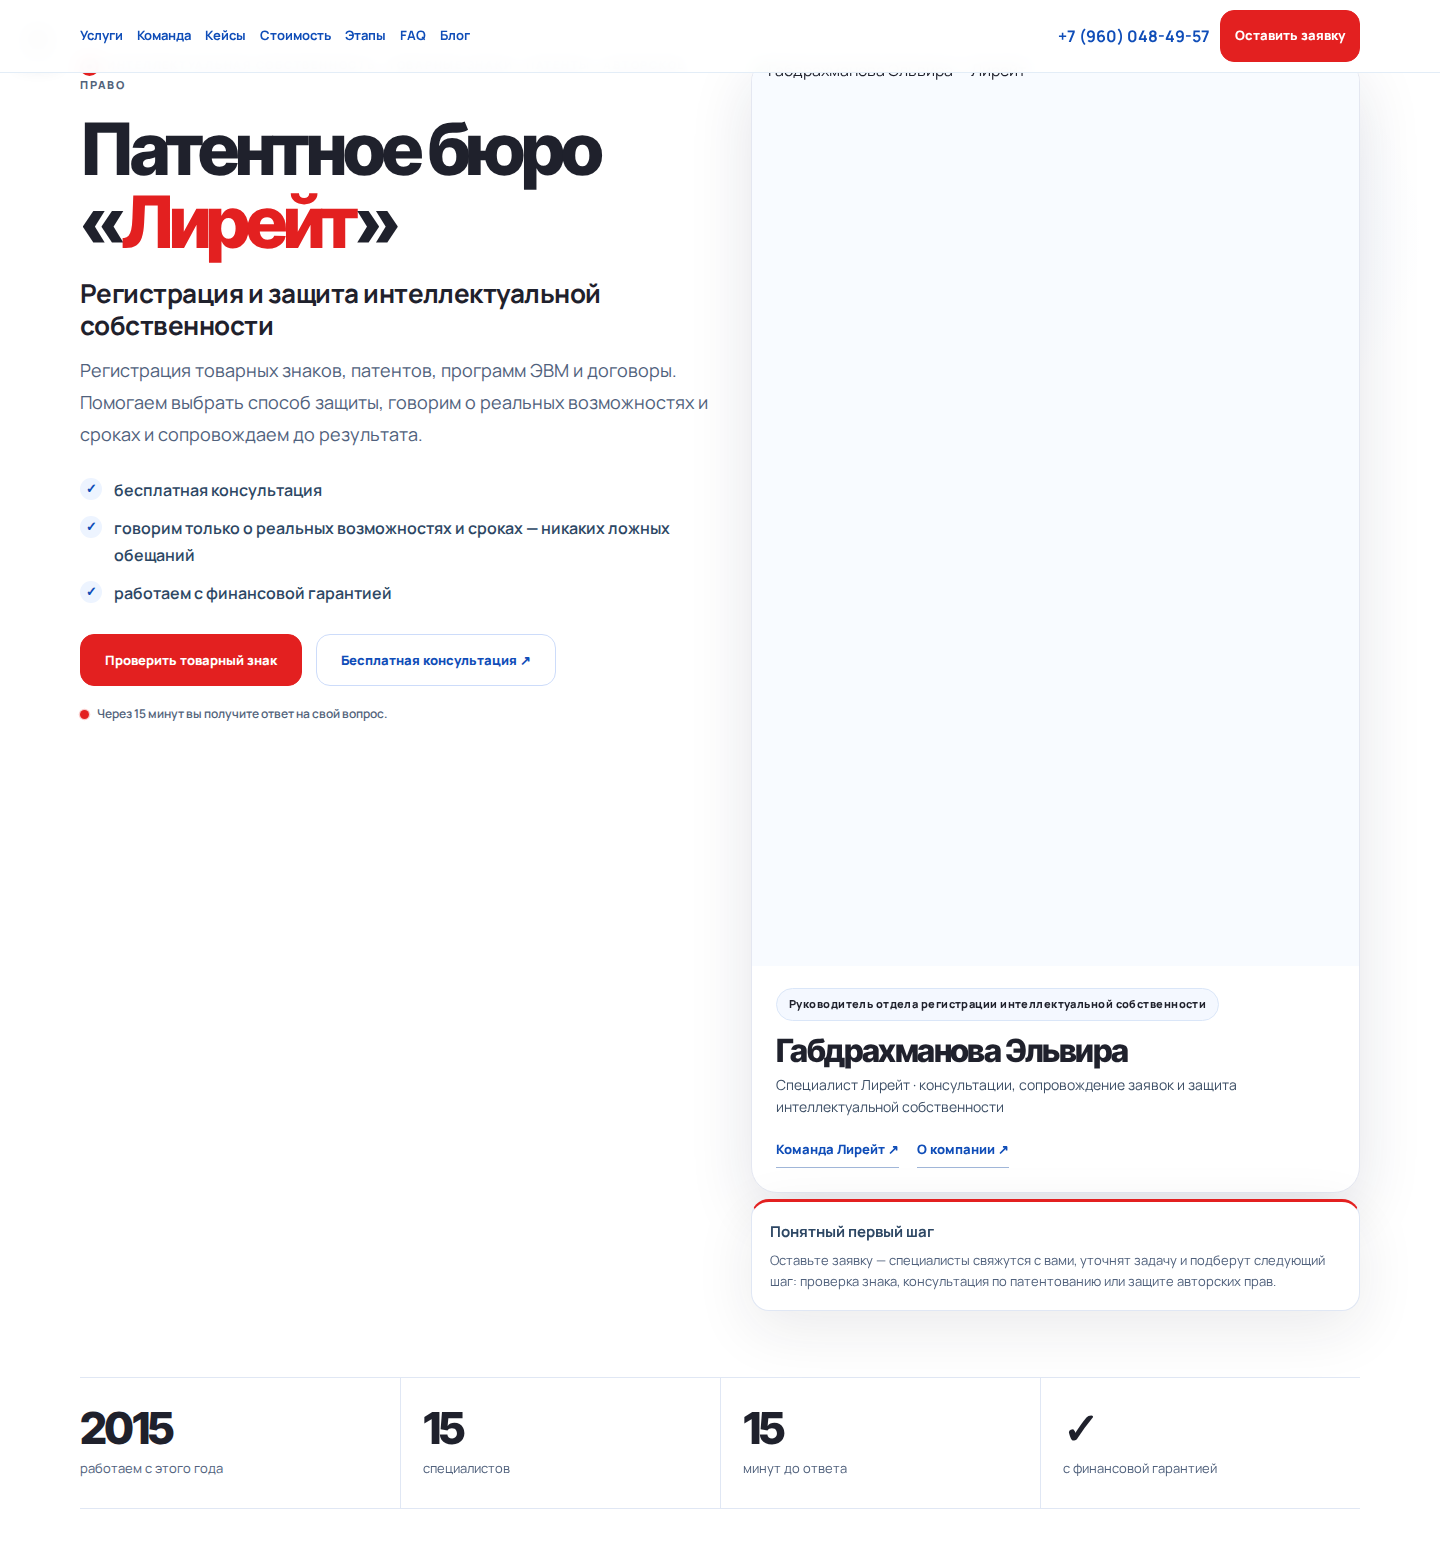 Услуги Команда Кейсы Стоимость Этапы FAQ Блог
+7 (960) 048-49-57
Оставить заявку
ПРАВО
Патентное бюро
«Лирейт»
Регистрация и защита интеллектуальной
собственности
Регистрация товарных знаков, патентов, программ ЭВМ и договоры.
Помогаем выбрать способ защиты, говорим о реальных возможностях и
сроках и сопровождаем до результата.
✓ бесплатная консультация
✓ говорим только о реальных возможностях и сроках — никаких ложных
обещаний
✓ работаем с финансовой гарантией
Проверить товарный знак
Бесплатная консультация ↗
Через 15 минут вы получите ответ на свой вопрос.
Габдрахманова Эльвира — Лирейт
Руководитель отдела регистрации интеллектуальной собственности
Габдрахманова Эльвира
Специалист Лирейт · консультации, сопровождение заявок и защита
интеллектуальной собственности
Команда Лирейт ↗ О компании ↗
Понятный первый шаг
Оставьте заявку — специалисты свяжутся с вами, уточнят задачу и подберут следующий
шаг: проверка знака, консультация по патентованию или защите авторских прав.
2015
работаем с этого года
15
специалистов
15
минут до ответа
✓
с финансовой гарантией